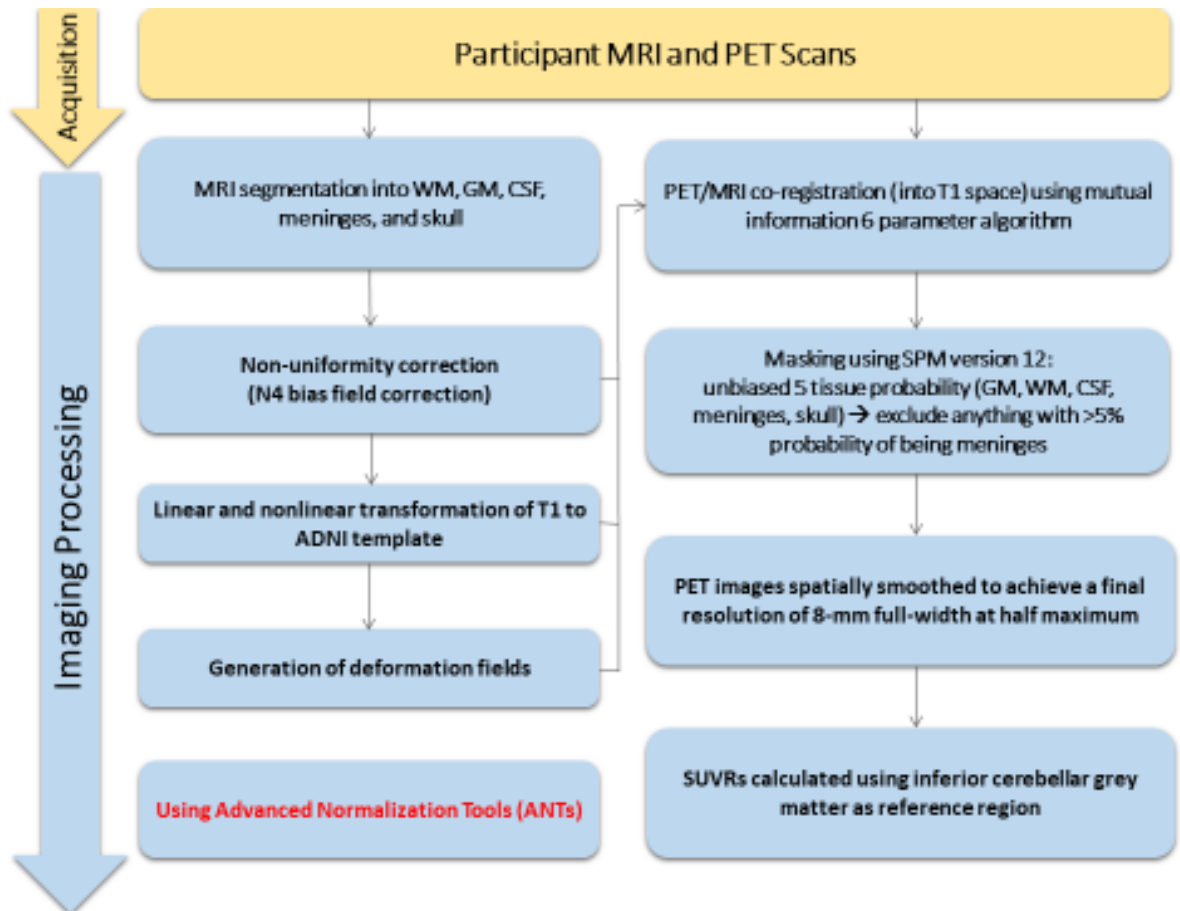 Acquisition
Participant MRI and PET Scans
Imaging Processing
MRI segmentation into WM, GM, CSF,
meninges, and skull
Non-uniformity correction
(N4 bias field correction)
Linear and nonlinear transformation of T1 to
ADNI template
Generation of deformation fields
Using Advanced Normalization Tools (ANTs)
PET/MRI co-registration (into T1 space) using mutual
information 6 parameter algorithm
Masking using SPM version 12:
unbiased 5 tissue probability (GM, WM, CSF,
meninges, skull) → exclude anything with >5%
probability of being meninges
PET images spatially smoothed to achieve a final
resolution of 8-mm full-width at half maximum
SUVRs calculated using inferior cerebellar grey
matter as reference region